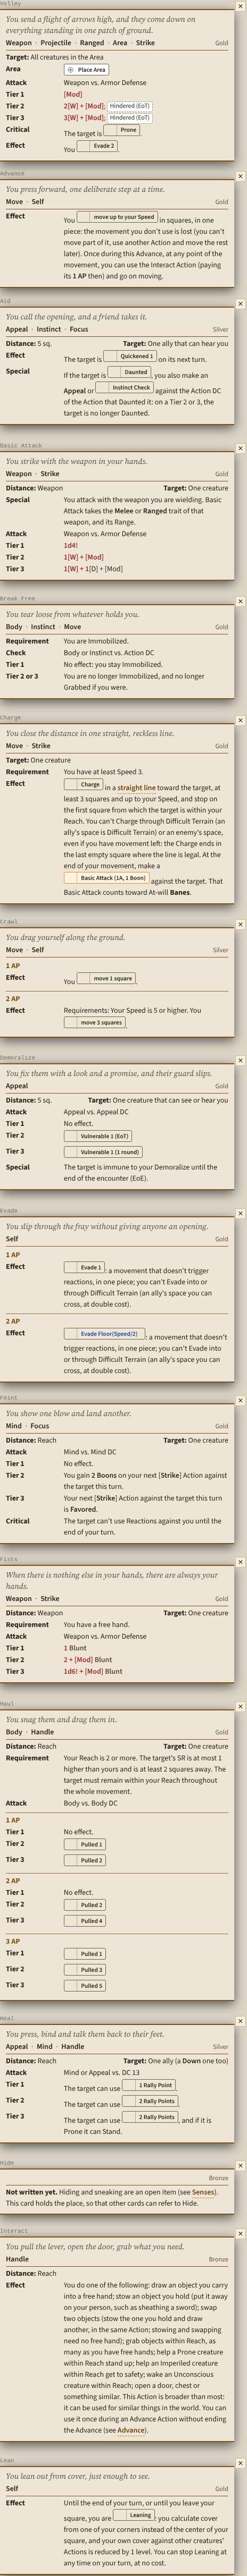 Volley
You send a flight of arrows high, and they come down on
everything standing in one patch of ground.
Weapon · Projectile · Ranged · Area · Strike Gold
Target: All creatures in the Area
Area Place Area
Attack Weapon vs. Armor Defense
Tier 1 [Mod]
Tier 2 2[W] + [Mod]; Hindered (EoT)
Tier 3 3[W] + [Mod]; Hindered (EoT)
Critical The target is Prone.
Effect You Evade 2.
Advance
You press forward, one deliberate step at a time.
Move · Self Gold
Effect You move up to your Speed in squares, in one
piece: the movement you don't use is lost (you can't
move part of it, use another Action and move the rest
later). Once during this Advance, at any point of the
movement, you can use the Interact Action (paying
its 1 AP) then and go on moving.
Aid
You call the opening, and a friend takes it.
Appeal · Instinct · Focus Silver
Distance: 5 sq. Target: One ally that can hear you
Effect The target is Quickened 1 on its next turn.
Special If the target is Daunted, you also make an
Appeal or Instinct Check against the Action DC
of the Action that Daunted it: on a Tier 2 or 3, the
target is no longer Daunted.
Basic Attack
You strike with the weapon in your hands.
Weapon · Strike Gold
Distance: Weapon Target: One creature
Special You attack with the weapon you are wielding. Basic
Attack takes the Melee or Ranged trait of that
weapon, and its Range.
Attack Weapon vs. Armor Defense
Tier 1 1d4!
Tier 2 1[W] + [Mod]
Tier 3 1[W] + 1[D] + [Mod]
Break Free
You tear loose from whatever holds you.
Body · Instinct · Move Gold
Requirement You are Immobilized.
Check Body or Instinct vs. Action DC
Tier 1 No effect: you stay Immobilized.
Tier 2 or 3 You are no longer Immobilized, and no longer
Grabbed if you were.
Charge
You close the distance in one straight, reckless line.
Move · Strike Gold
Target: One creature
Requirement You have at least Speed 3.
Effect Charge in a straight line toward the target, at
least 3 squares and up to your Speed, and stop on
the first square from which the target is within your
Reach. You can't Charge through Difficult Terrain (an
ally's space is Difficult Terrain) or an enemy's space,
even if you have movement left: the Charge ends in
the last empty square where the line is legal. At the
end of your movement, make a
Basic Attack (1A, 1 Boon) against the target. That
Basic Attack counts toward At-will Banes.
Crawl
You drag yourself along the ground.
Move · Self Silver
1 AP
Effect You move 1 square.
2 AP
Effect Requirements: Your Speed is 5 or higher. You
move 3 squares.
Demoralize
You fix them with a look and a promise, and their guard slips.
Appeal Gold
Distance: 5 sq. Target: One creature that can see or hear you
Attack Appeal vs. Appeal DC
Tier 1 No effect.
Tier 2 Vulnerable 1 (EoT)
Tier 3 Vulnerable 1 (1 round)
Special The target is immune to your Demoralize until the
end of the encounter (EoE).
Evade
You slip through the fray without giving anyone an opening.
Self Gold
1 AP
Effect Evade 1: a movement that doesn't trigger
reactions, in one piece; you can't Evade into or
through Difficult Terrain (an ally's space you can
cross, at double cost).
2 AP
Effect Evade Floor(Speed/2): a movement that doesn't
trigger reactions, in one piece; you can't Evade into
or through Difficult Terrain (an ally's space you can
cross, at double cost).
Feint
You show one blow and land another.
Mind · Focus Gold
Distance: Reach Target: One creature
Attack Mind vs. Mind DC
Tier 1 No effect.
Tier 2 You gain 2 Boons on your next [Strike] Action against
the target this turn.
Tier 3 Your next [Strike] Action against the target this turn
is Favored.
Critical The target can't use Reactions against you until the
end of your turn.
Fists
When there is nothing else in your hands, there are always your
hands.
Weapon · Strike Gold
Distance: Weapon Target: One creature
Requirement You have a free hand.
Attack Weapon vs. Armor Defense
Tier 1 1 Blunt
Tier 2 2 + [Mod] Blunt
Tier 3 1d6! + [Mod] Blunt
Haul
You snag them and drag them in.
Body · Handle Gold
Distance: Reach Target: One creature
Requirement Your Reach is 2 or more. The target's SR is at most 1
higher than yours and is at least 2 squares away. The
target must remain within your Reach throughout
the whole movement.
Attack Body vs. Body DC
1 AP
Tier 1 No effect.
Tier 2 Pulled 1
Tier 3 Pulled 2
2 AP
Tier 1 No effect.
Tier 2 Pulled 2
Tier 3 Pulled 4
3 AP
Tier 1 Pulled 1
Tier 2 Pulled 3
Tier 3 Pulled 5
Heal
You press, bind and talk them back to their feet.
Appeal · Mind · Handle Silver
Distance: Reach Target: One ally (a Down one too)
Attack Mind or Appeal vs. DC 13
Tier 1 The target can use 1 Rally Point.
Tier 2 The target can use 2 Rally Points.
Tier 3 The target can use 2 Rally Points, and if it is
Prone it can Stand.
Hide
Bronze
Not written yet. Hiding and sneaking are an open item (see Senses).
This card holds the place, so that other cards can refer to Hide.
Interact
You pull the lever, open the door, grab what you need.
Handle Gold
Distance: Reach
Effect You do one of the following: draw an object you carry
into a free hand; stow an object you hold (put it away
on your person, such as sheathing a sword); swap
two objects (stow the one you hold and draw
another, in the same Action; stowing and swapping
need no free hand); grab objects within Reach, as
many as you have free hands; help a Prone creature
within Reach stand up; help an Imperiled creature
within Reach get to safety; wake an Unconscious
creature within Reach; open a door, chest or
something similar. This Action is broader than most:
it can be used for similar things in the world. You can
use it once during an Advance Action without ending
the Advance (see Advance).
Lean
You lean out from cover, just enough to see.
Self Gold
Effect Until the end of your turn, or until you leave your
square, you are Leaning: you calculate cover
from one of your corners instead of the center of your
square, and your own cover against other creatures'
Actions is reduced by 1 level. You can stop Leaning at
any time on your turn, at no cost.